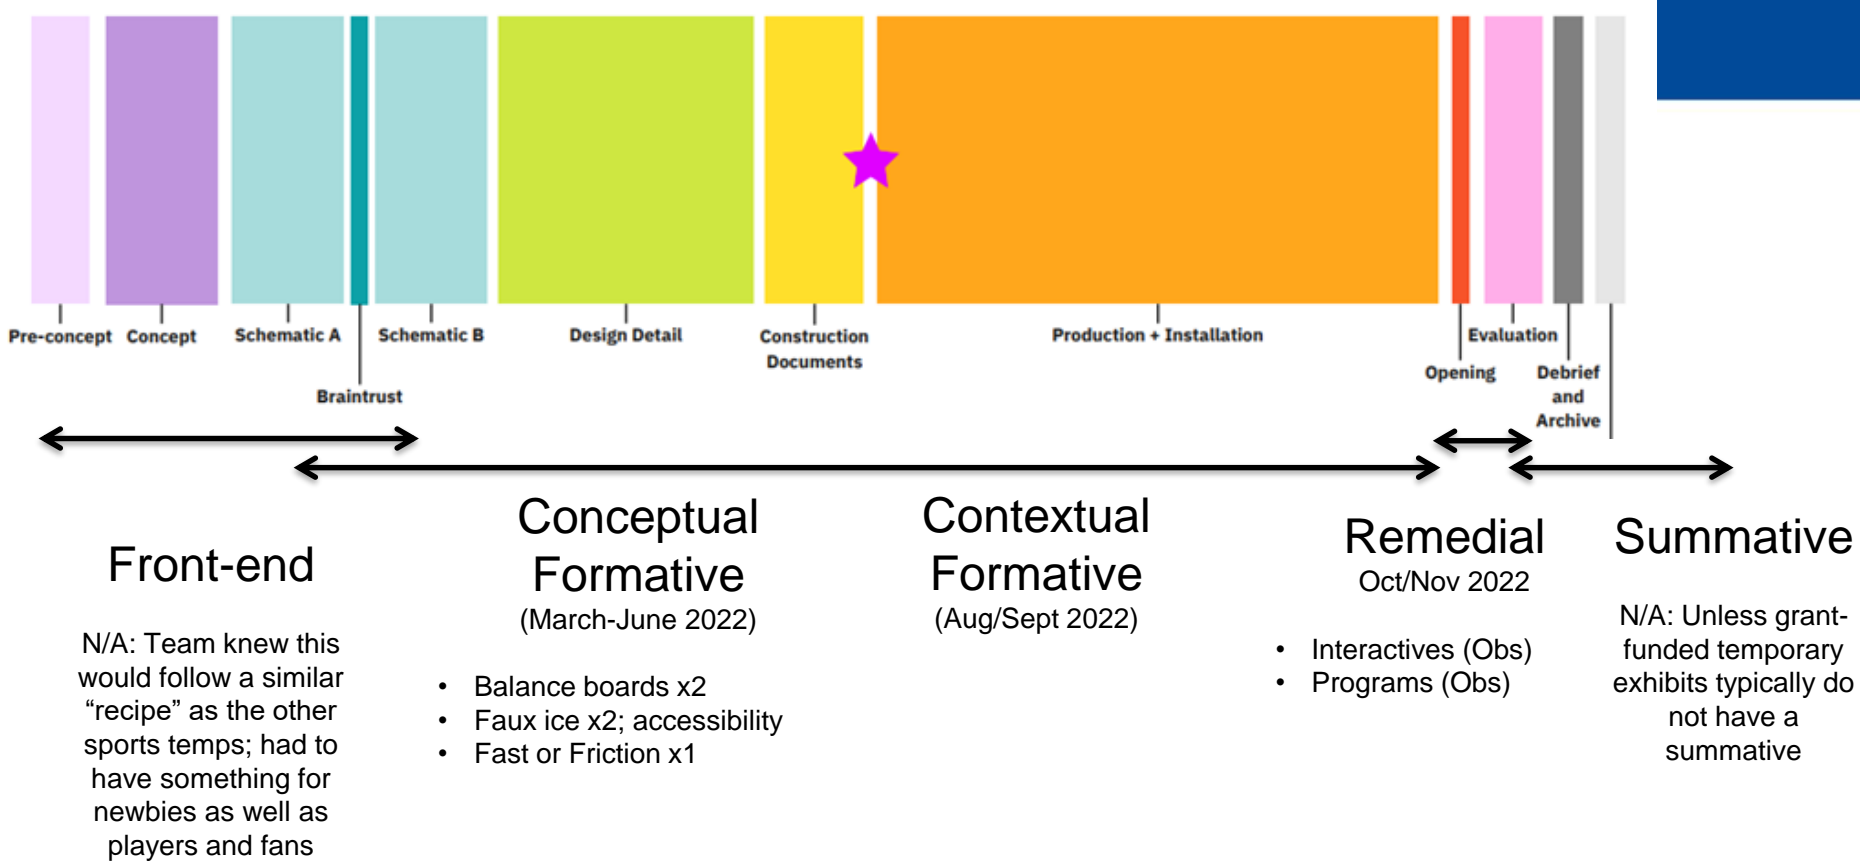 Pre-concept
Concept
Schematic A
Braintrust
Schematic B
Design Detail
Construction
Documents
Production + Installation
Opening
Evaluation
Debrief
and
Archive
Front-end
N/A: Team knew this
would follow a similar
“recipe” as the other
sports temps; had to
have something for
newbies as well as
players and fans
Conceptual
Formative
(March-June 2022)
• Balance boards x2
• Faux ice x2; accessibility
• Fast or Friction x1
Contextual
Formative
(Aug/Sept 2022)
Remedial
Oct/Nov 2022
• Interactives (Obs)
• Programs (Obs)
Summative
N/A: Unless grant-
funded temporary
exhibits typically do
not have a
summative